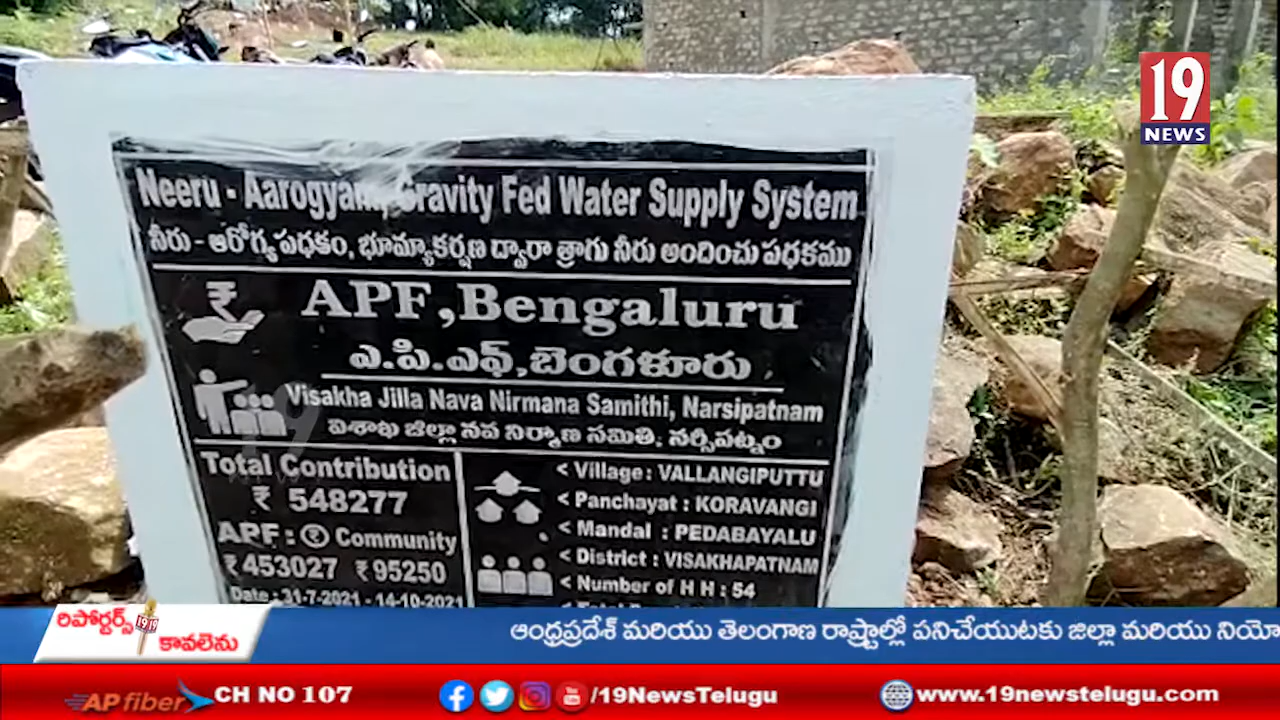 19
NEWS
Neeru - Aarogyam, Gravity Fed Water Supply System
నీరు - ఆరోగ్య పధకం, భూమ్యాకర్షణ ద్వారా త్రాగు నీరు అందించు పధకము
₹
APF,Bengaluru
ఎ.పి.ఎఫ్,బెంగళూరు
Visakha Jilla Nava Nirmana Samithi, Narsipatnam
విశాఖ జిల్లా నవ నిర్మాణ సమితి, నర్సీపట్నం
Total Contribution
₹ 548277
APF : ₹ Community
₹453027 ₹95250
Date : 31-7-2021 - 14-10-2021
< Village : VALLANGIPUTTU
< Panchayat : KORAVANGI
< Mandal : PEDABAYALU
< District : VISAKHAPATNAM
< Number of H H : 54
రిపోర్టర్స్
కావలెను
ఆంధ్రప్రదేశ్ మరియు తెలంగాణ రాష్ట్రాల్లో పనిచేయుటకు జిల్లా మరియు నియో
AP fiber CH NO 107
/19NewsTelugu
www.19newstelugu.com